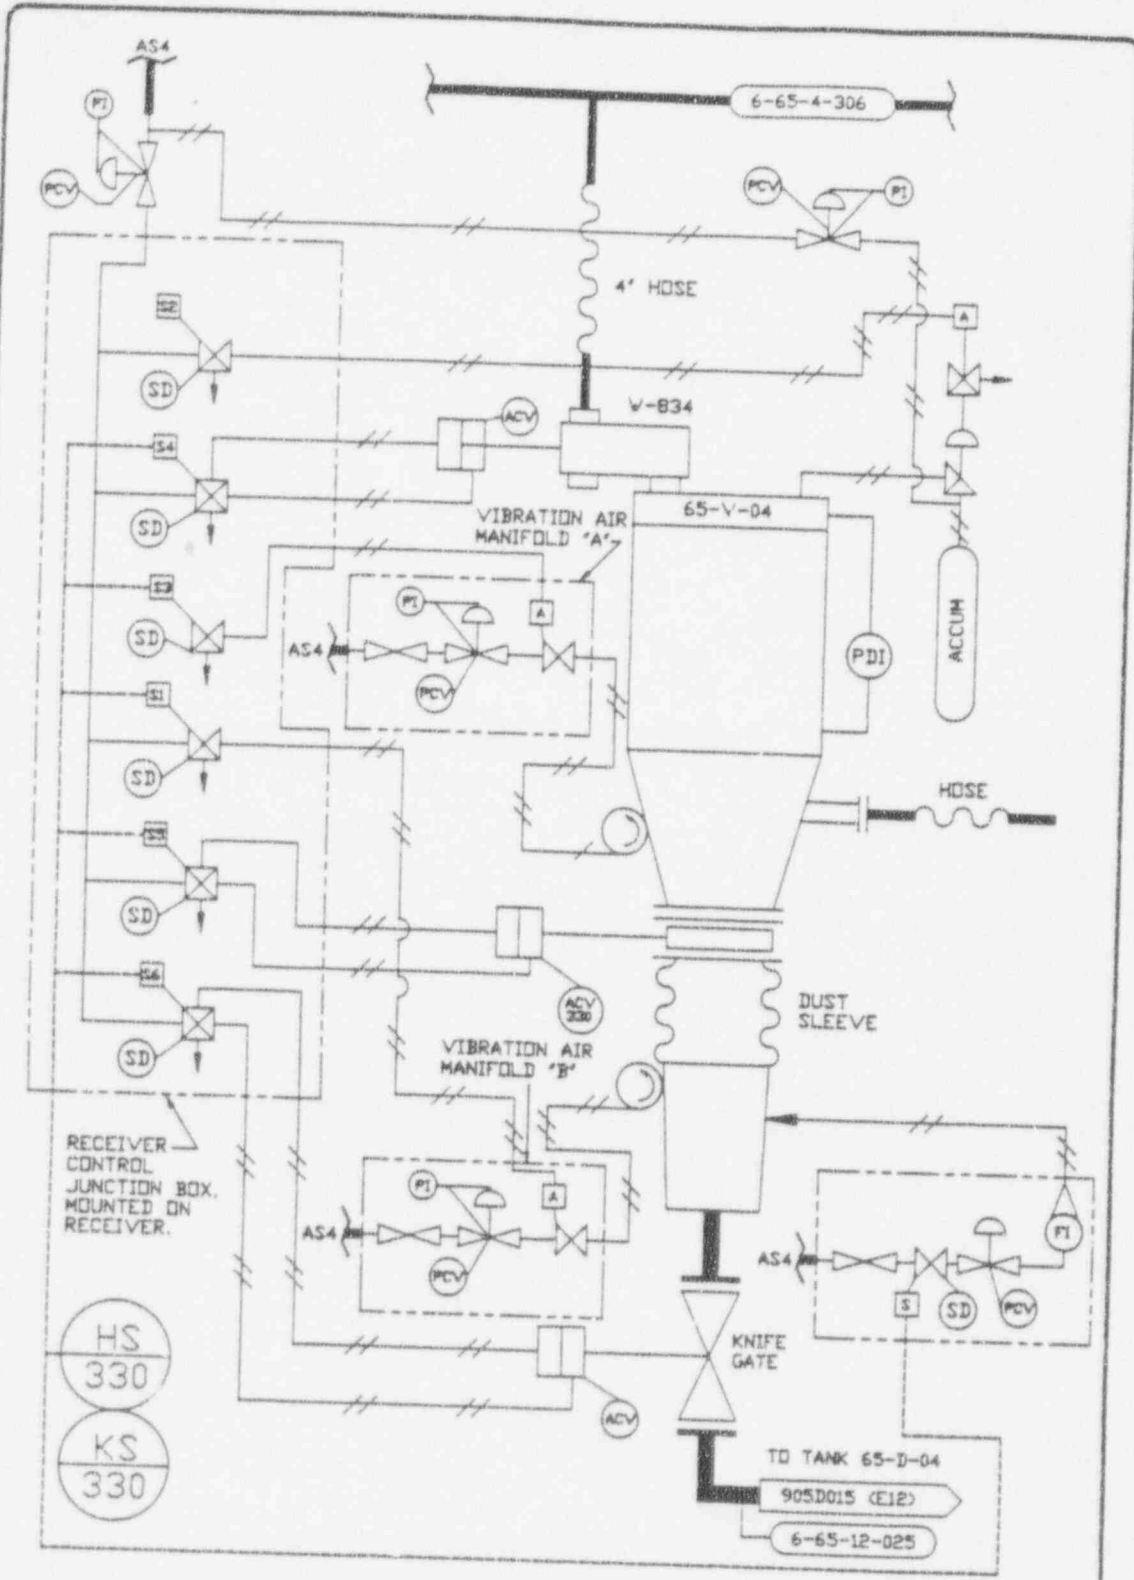 AS4
PI
PCV
6-65-4-306
PCV
PI
4" HOSE
S2
SD
A
V-834
ACV
S4
SD
65-V-04
VIBRATION AIR
MANIFOLD "A"
S3
SD
PI
A
AS4
PCV
PDI
ACCUM
S1
SD
HOSE
S5
SD
ACV
330
S6
SD
DUST
SLEEVE
VIBRATION AIR
MANIFOLD "B"
RECEIVER
CONTROL
JUNCTION BOX.
MOUNTED ON
RECEIVER.
PI
A
AS4
PCV
FI
AS4
S
SD
PCV
HS
330
KNIFE
GATE
ACV
KS
330
TO TANK 65-D-04
905D015 (E12)
6-65-12-025